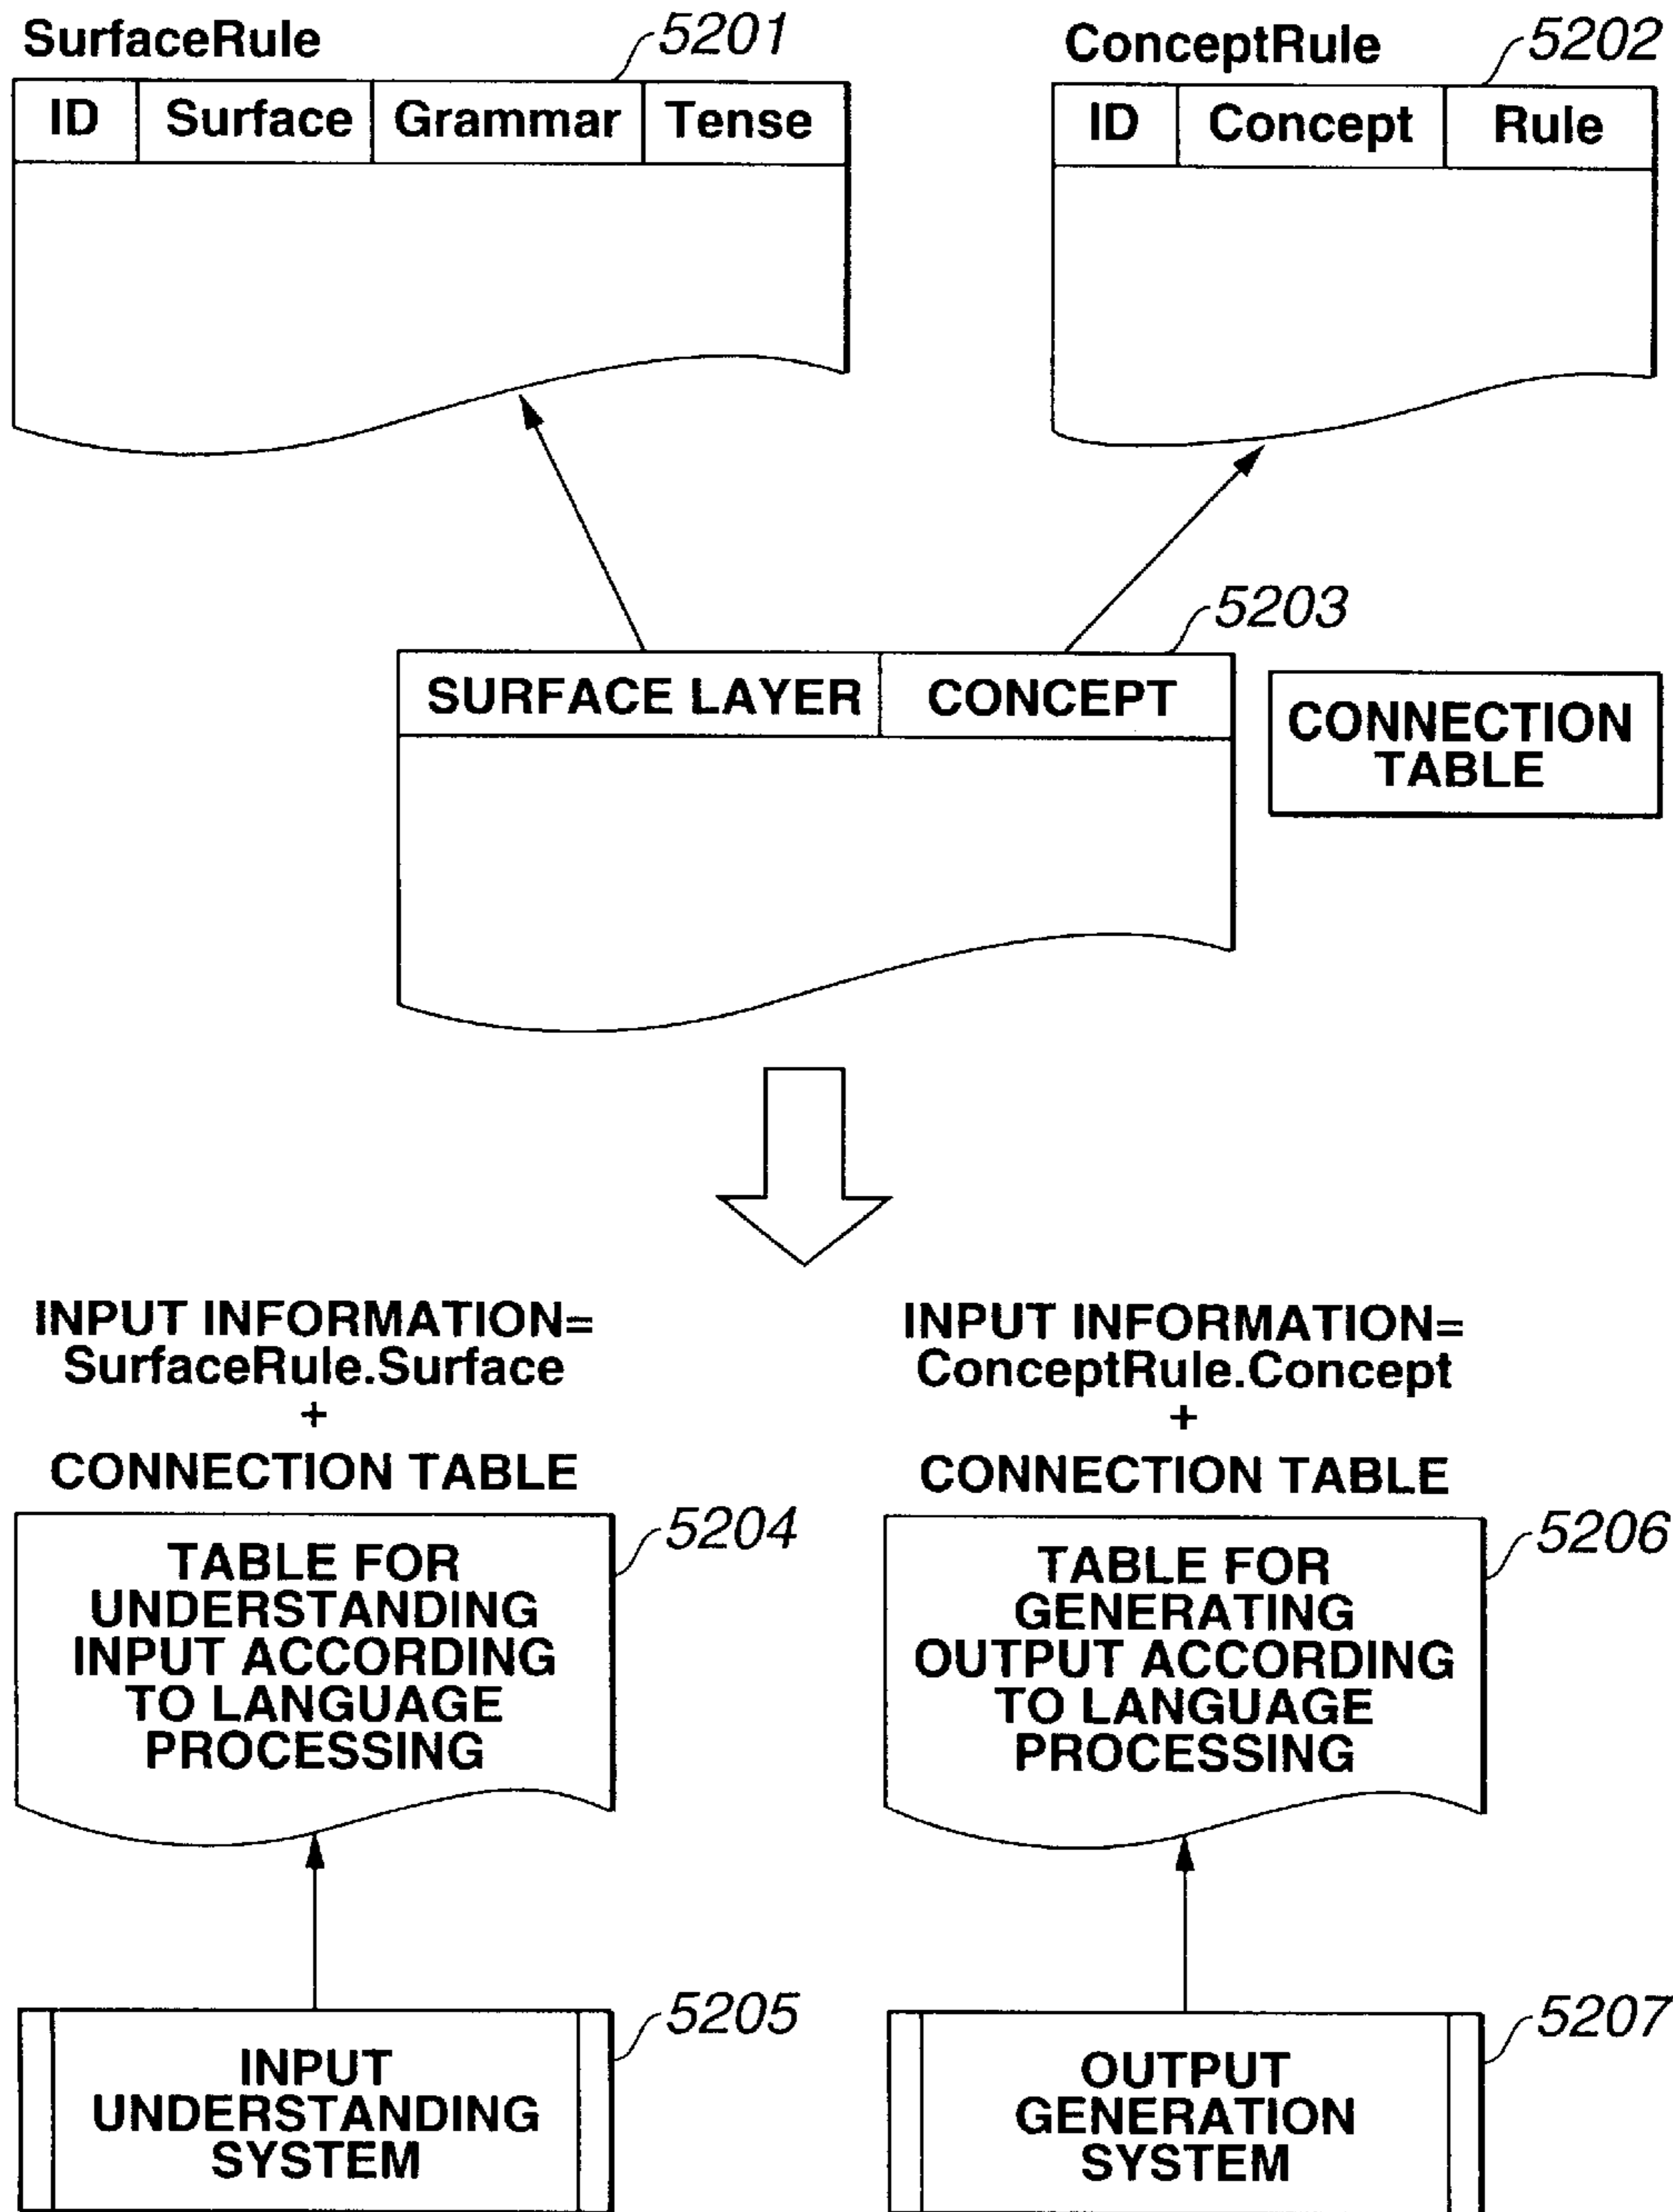 SurfaceRule
5201
ID Surface Grammar Tense
ConceptRule
5202
ID Concept Rule
5203
SURFACE LAYER CONCEPT
CONNECTION
TABLE
INPUT INFORMATION=
SurfaceRule.Surface
+
CONNECTION TABLE
5204
TABLE FOR
UNDERSTANDING
INPUT ACCORDING
TO LANGUAGE
PROCESSING
5205
INPUT
UNDERSTANDING
SYSTEM
INPUT INFORMATION=
ConceptRule.Concept
+
CONNECTION TABLE
5206
TABLE FOR
GENERATING
OUTPUT ACCORDING
TO LANGUAGE
PROCESSING
5207
OUTPUT
GENERATION
SYSTEM